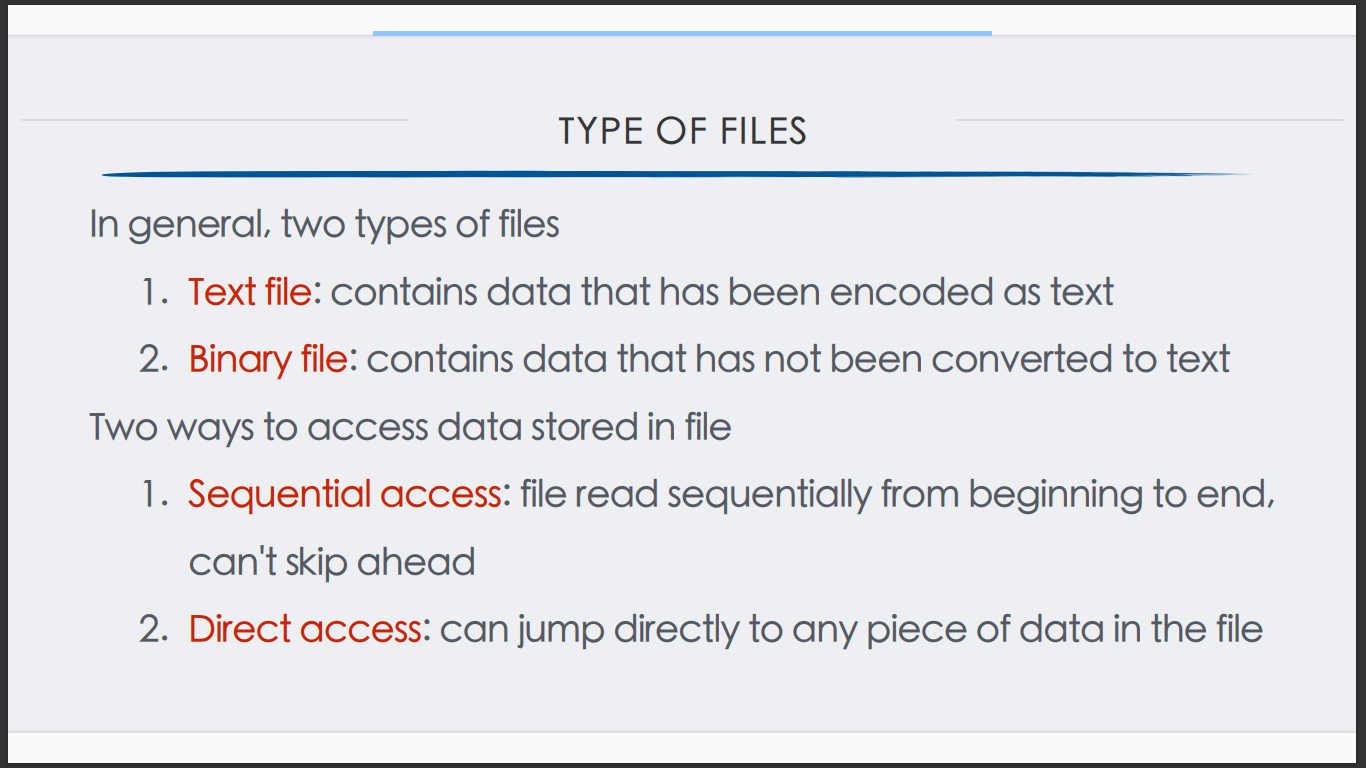 TYPE OF FILES
In general, two types of files
1. Text file: contains data that has been encoded as text
2. Binary file: contains data that has not been converted to text
Two ways to access data stored in file
1. Sequential access: file read sequentially from beginning to end,
can't skip ahead
2. Direct access: can jump directly to any piece of data in the file